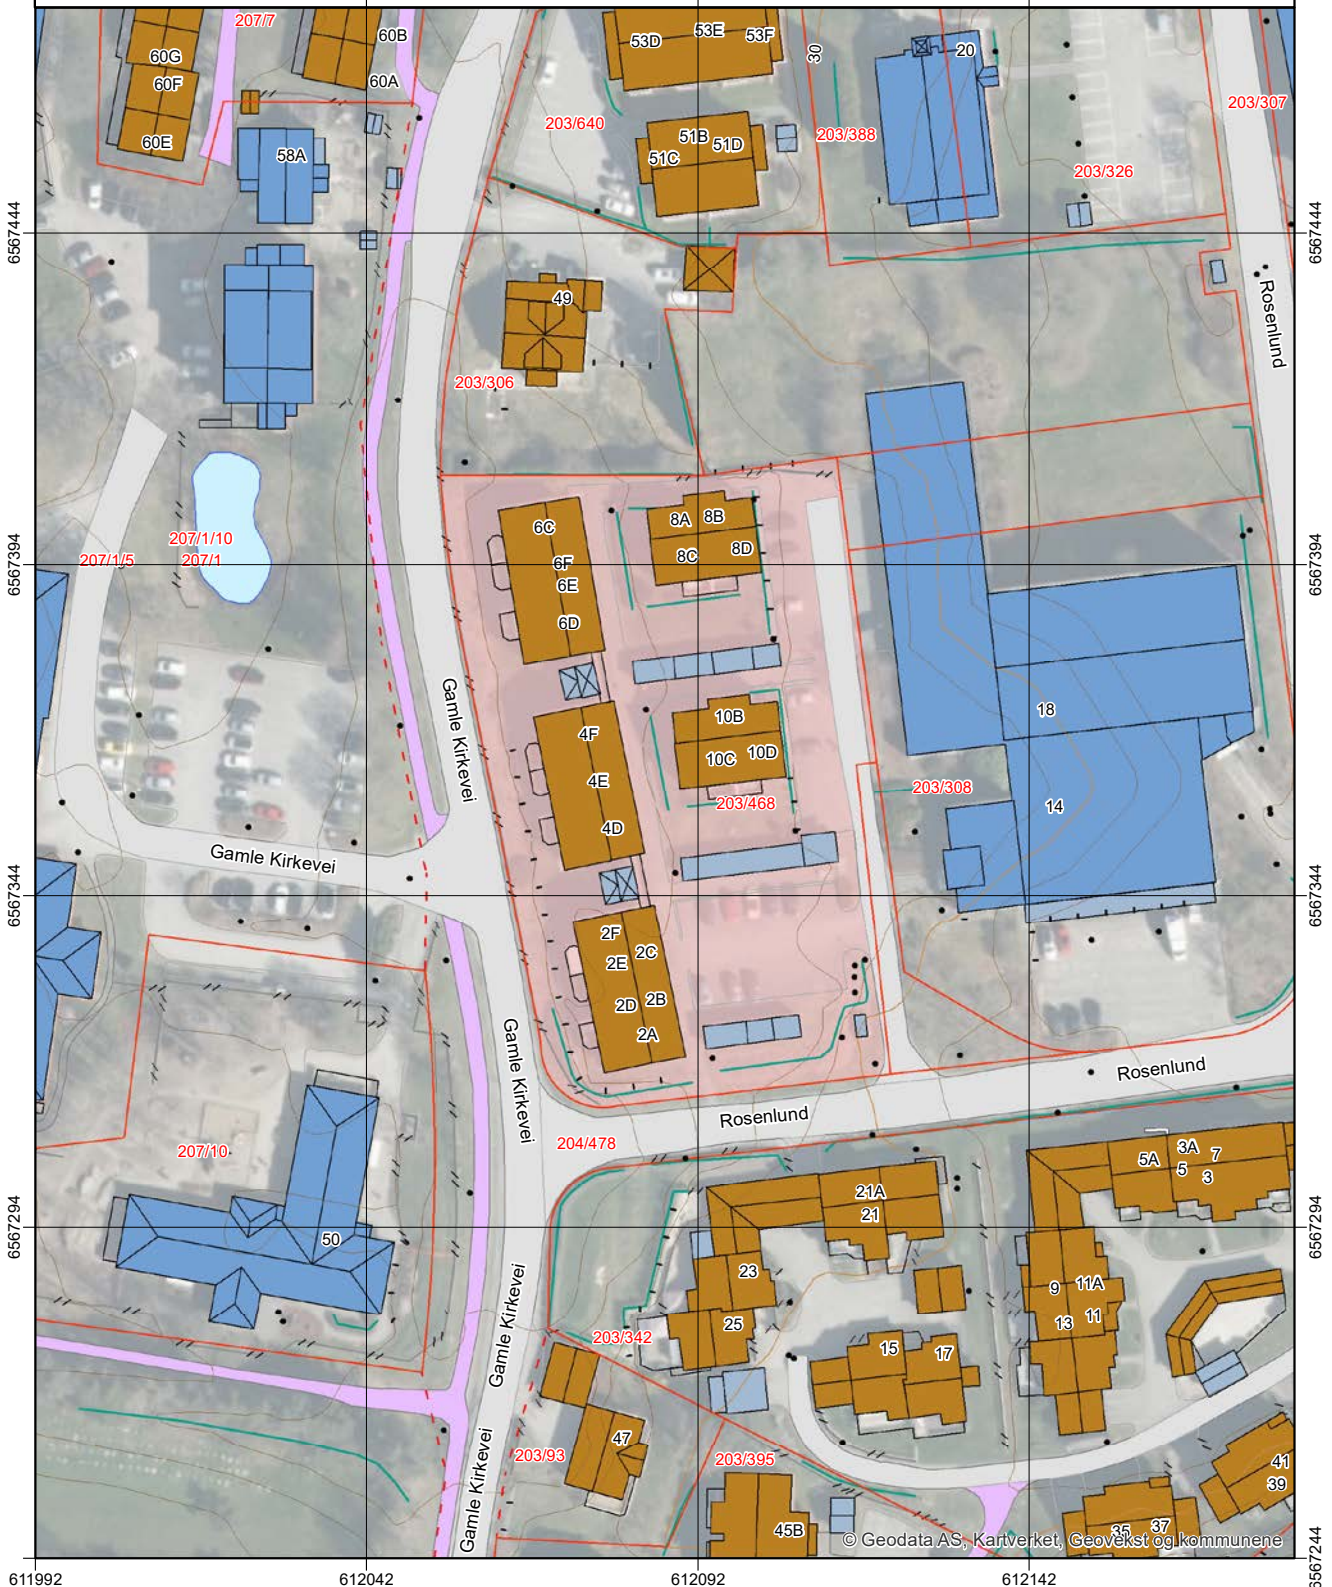 207/7
60B
53D
53E
53F
30
20
60G
60F
60A
60E
58A
203/640
51B
51D
51C
203/388
203/326
203/307
6567444
6567444
49
203/306
Rosenlund
6C
8A
8B
8C
8D
6F
6E
6D
207/1/10
207/1
207/1/5
6567394
6567394
Gamle Kirkevei
4F
4E
4D
10B
10C
10D
203/468
203/308
18
14
Gamle Kirkevei
6567344
6567344
2F
2E
2C
2D
2B
2A
Gamle Kirkevei
Rosenlund
Rosenlund
204/478
207/10
3A
7
5A
5
3
21A
21
6567294
6567294
50
23
25
9
11A
11
13
Gamle Kirkevei
203/342
15
17
47
203/93
203/395
41
39
Gamle Kirkevei
45B
35
37
© Geodata AS, Kartverket, Geovekst og kommunene
6567244
6567244
611992
612042
612092
612142